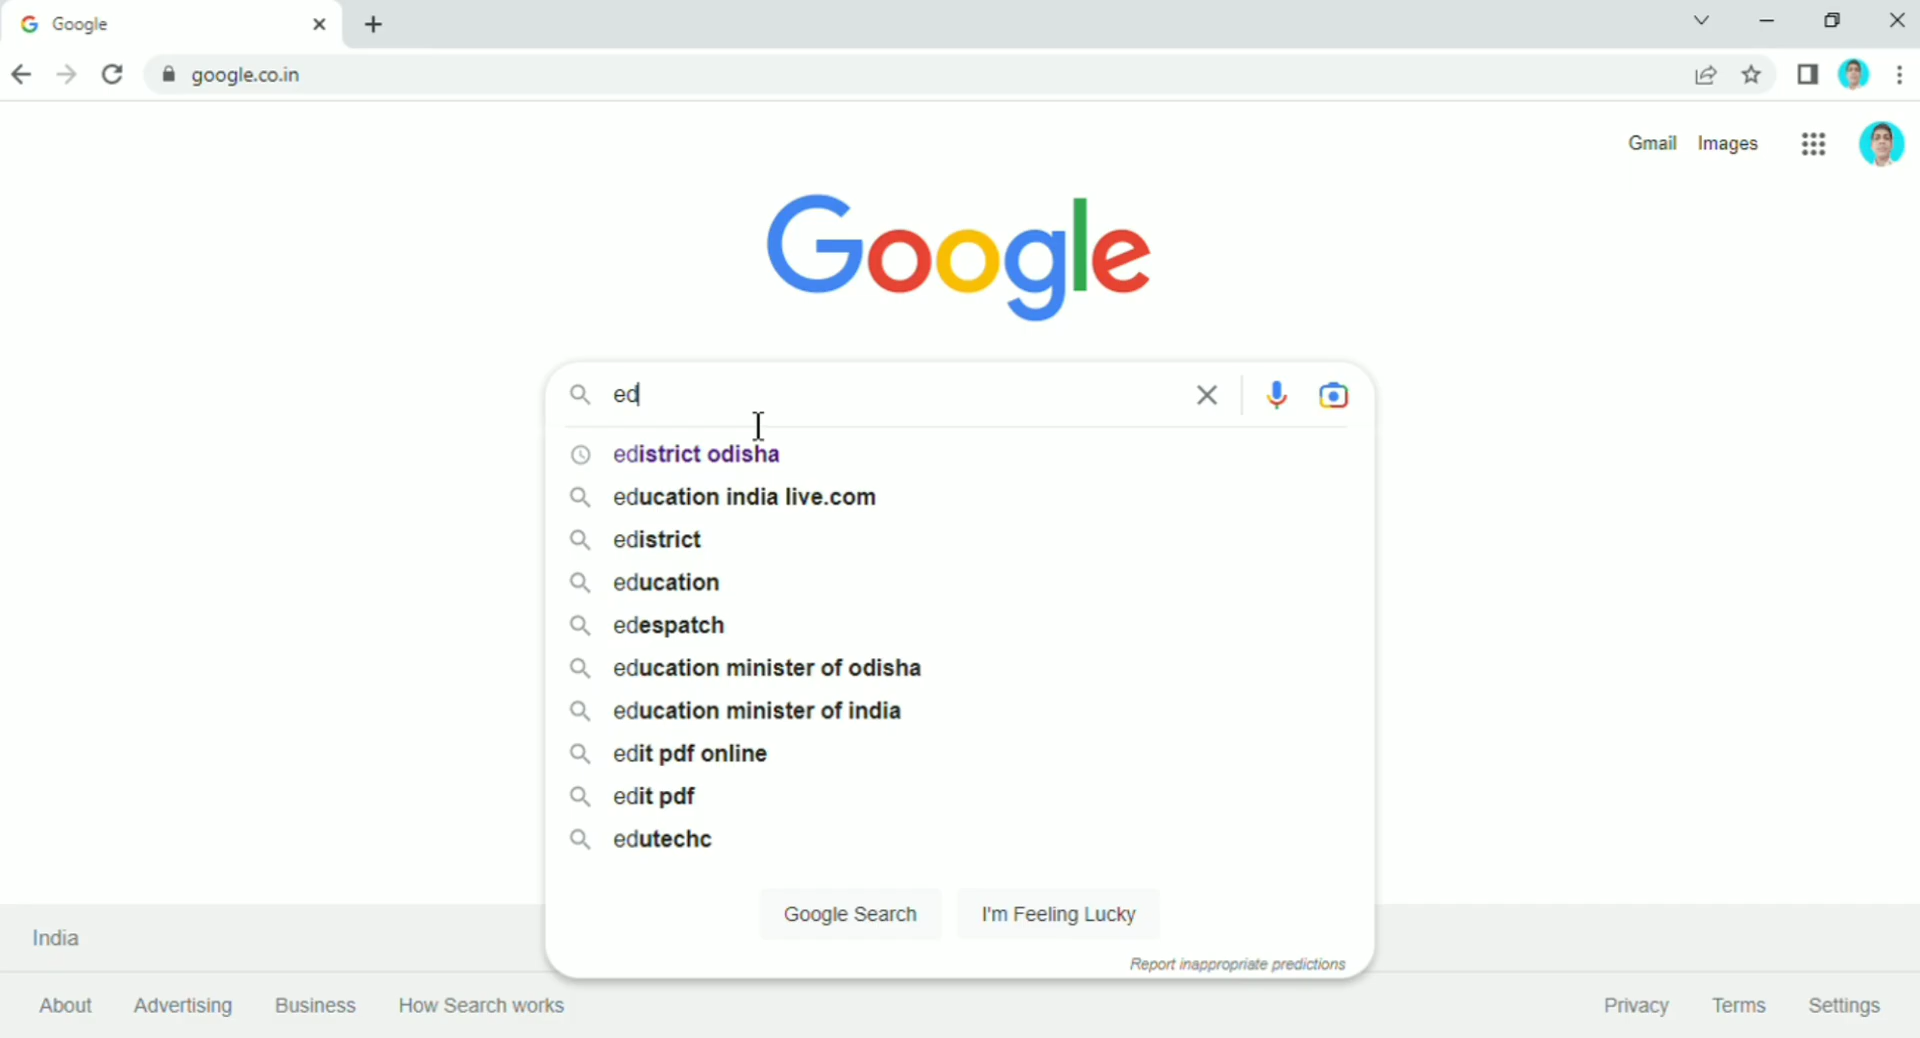 Google
google.co.in
Gmail Images
Google
ed
edistrict odisha
education india live.com
edistrict
education
edespatch
education minister of odisha
education minister of india
edit pdf online
edit pdf
edutechc
Google Search I'm Feeling Lucky
Report inappropriate predictions
India
About Advertising Business How Search works Privacy Terms Settings